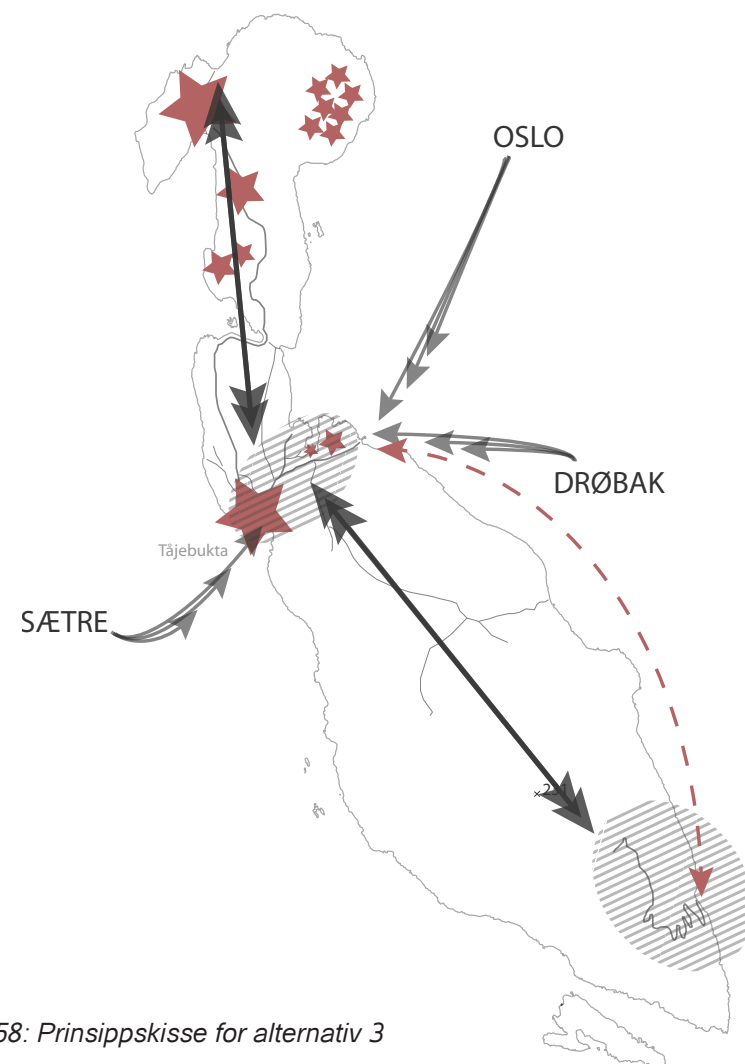 OSLO
DRØBAK
Tåjebukta
SÆTRE
58: Prinsippskisse for alternativ 3